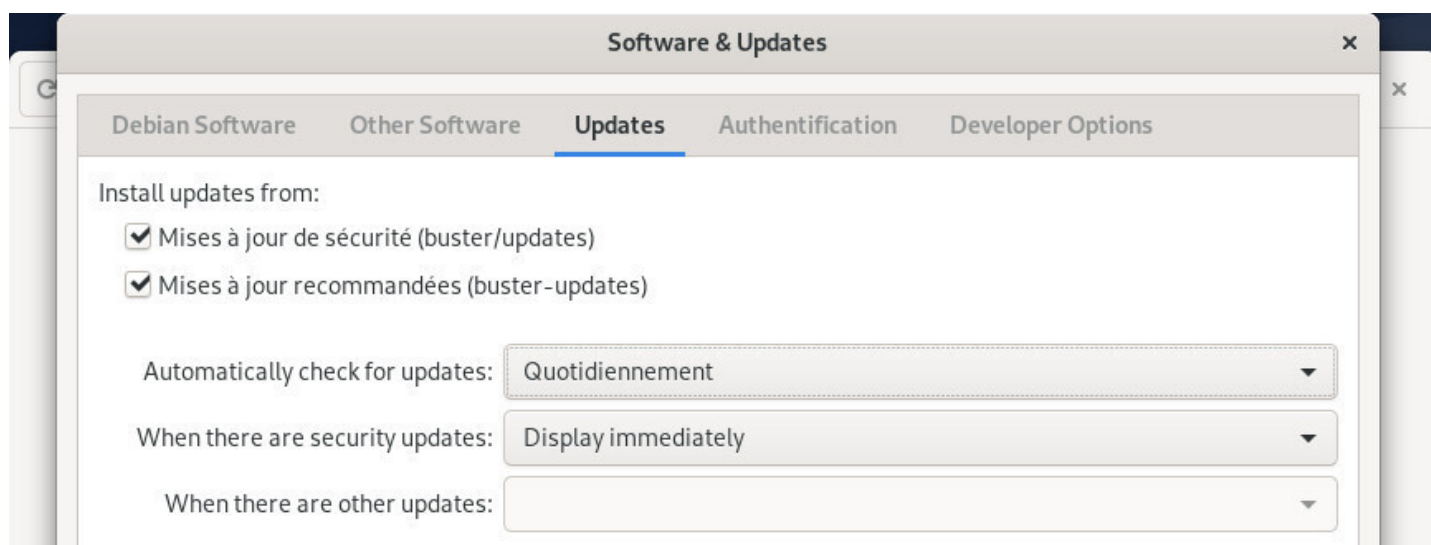 Software & Updates
Debian Software Other Software Updates Authentification Developer Options
Install updates from:
Mises à jour de sécurité (buster/updates)
Mises à jour recommandées (buster-updates)
Automatically check for updates: Quotidiennement
When there are security updates: Display immediately
When there are other updates: